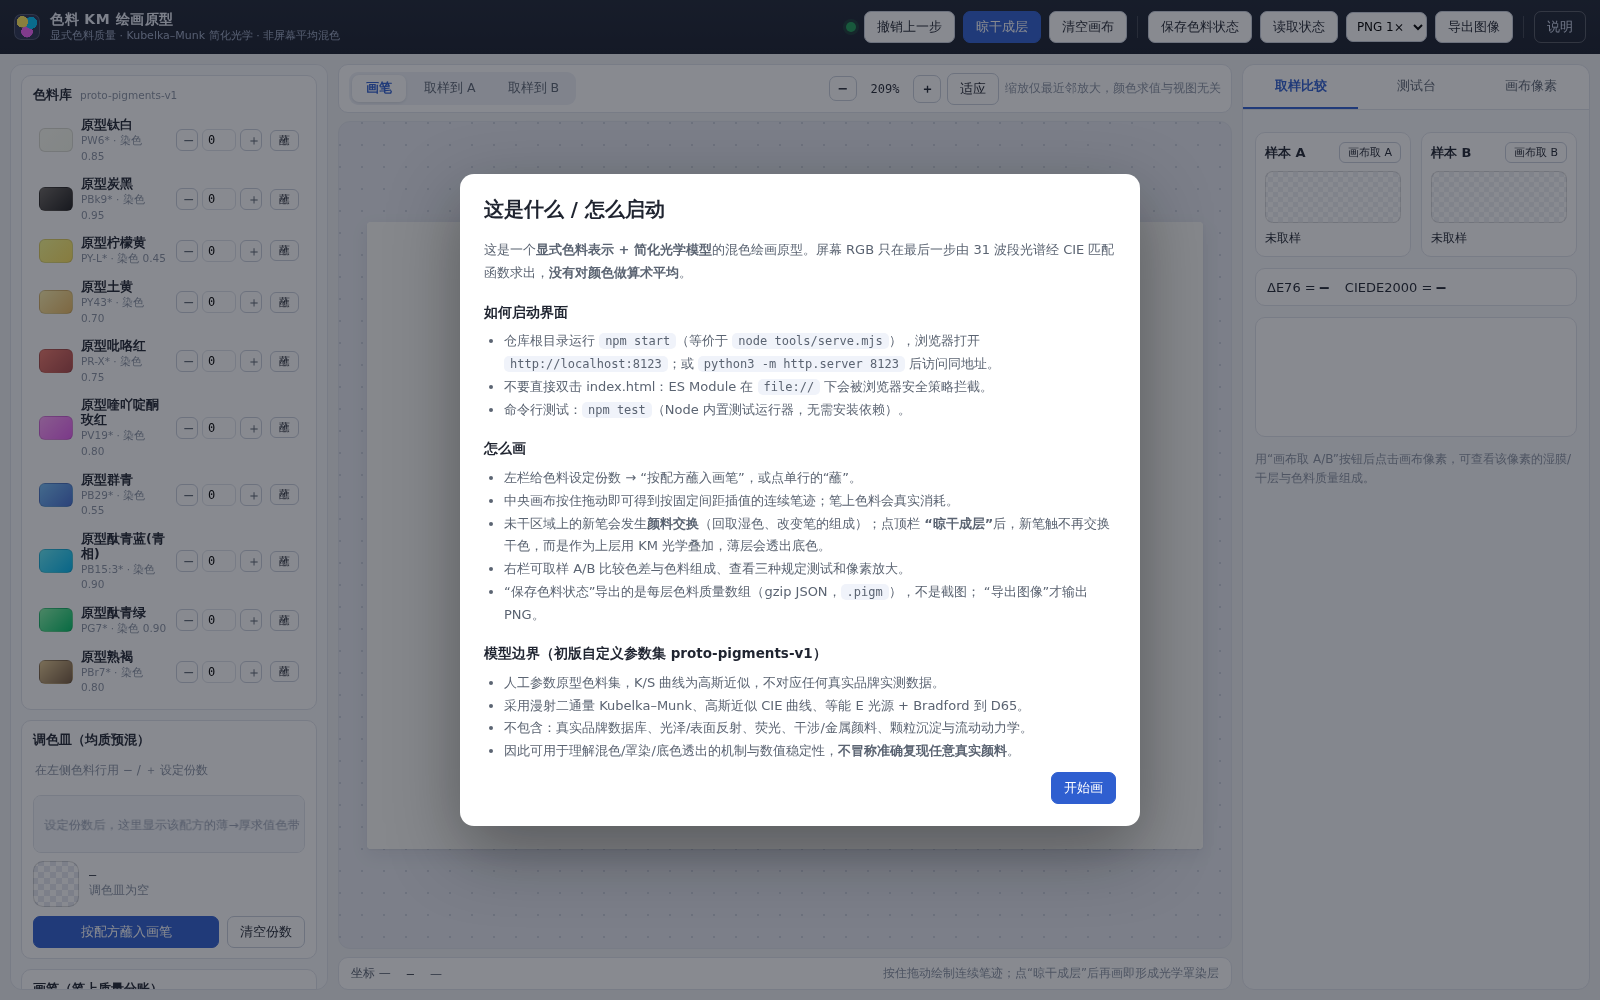 色料 KM 绘画原型
显式色料质量 · Kubelka–Munk 简化光学 · 非屏幕平均混色
撤销上一步
晾干成层
清空画布
保存色料状态
读取状态
PNG 1×
导出图像
说明
色料库 proto-pigments-v1
原型钛白
PW6* · 染色
0.85
− 0 + 蘸
原型炭黑
PBk9* · 染色
0.95
− 0 + 蘸
原型柠檬黄
PY-L* · 染色 0.45
− 0 + 蘸
原型土黄
PY43* · 染色
0.70
− 0 + 蘸
原型吡咯红
PR-X* · 染色
0.75
− 0 + 蘸
原型喹吖啶酮
玫红
PV19* · 染色
0.80
− 0 + 蘸
原型群青
PB29* · 染色
0.55
− 0 + 蘸
原型酞青蓝(青
相)
PB15:3* · 染色
0.90
− 0 + 蘸
原型酞青绿
PG7* · 染色 0.90
− 0 + 蘸
原型熟褐
PBr7* · 染色
0.80
− 0 + 蘸
调色皿（均质预混）
在左侧色料行用 − / + 设定份数
设定份数后，这里显示该配方的薄→厚求值色带
–
调色皿为空
按配方蘸入画笔
清空份数
画笔（笔上质量分账）
画笔
取样到 A
取样到 B
− 209% + 适应 缩放仅最近邻放大，颜色求值与视图无关
这是什么 / 怎么启动
这是一个显式色料表示 + 简化光学模型的混色绘画原型。屏幕 RGB 只在最后一步由 31 波段光谱经 CIE 匹配
函数求出，没有对颜色做算术平均。
如何启动界面
• 仓库根目录运行 npm start（等价于 node tools/serve.mjs），浏览器打开
http://localhost:8123；或 python3 -m http.server 8123 后访问同地址。
• 不要直接双击 index.html：ES Module 在 file:// 下会被浏览器安全策略拦截。
• 命令行测试：npm test（Node 内置测试运行器，无需安装依赖）。
怎么画
• 左栏给色料设定份数 → “按配方蘸入画笔”，或点单行的“蘸”。
• 中央画布按住拖动即可得到按固定间距插值的连续笔迹；笔上色料会真实消耗。
• 未干区域上的新笔会发生颜料交换（回取湿色、改变笔的组成）；点顶栏 “晾干成层”后，新笔触不再交换
干色，而是作为上层用 KM 光学叠加，薄层会透出底色。
• 右栏可取样 A/B 比较色差与色料组成、查看三种规定测试和像素放大。
• “保存色料状态”导出的是每层色料质量数组（gzip JSON，.pigm），不是截图； “导出图像”才输出
PNG。
模型边界（初版自定义参数集 proto-pigments-v1）
• 人工参数原型色料集，K/S 曲线为高斯近似，不对应任何真实品牌实测数据。
• 采用漫射二通量 Kubelka–Munk、高斯近似 CIE 曲线、等能 E 光源 + Bradford 到 D65。
• 不包含：真实品牌数据库、光泽/表面反射、荧光、干涉/金属颜料、颗粒沉淀与流动动力学。
• 因此可用于理解混色/罩染/底色透出的机制与数值稳定性，不冒称准确复现任意真实颜料。
开始画
坐标 — – —
按住拖动绘制连续笔迹；点“晾干成层”后再画即形成光学罩染层
取样比较
测试台
画布像素
样本 A
画布取 A
未取样
样本 B
画布取 B
未取样
ΔE76 = – CIEDE2000 = –
用“画布取 A/B”按钮后点击画布像素，可查看该像素的湿膜/
干层与色料质量组成。